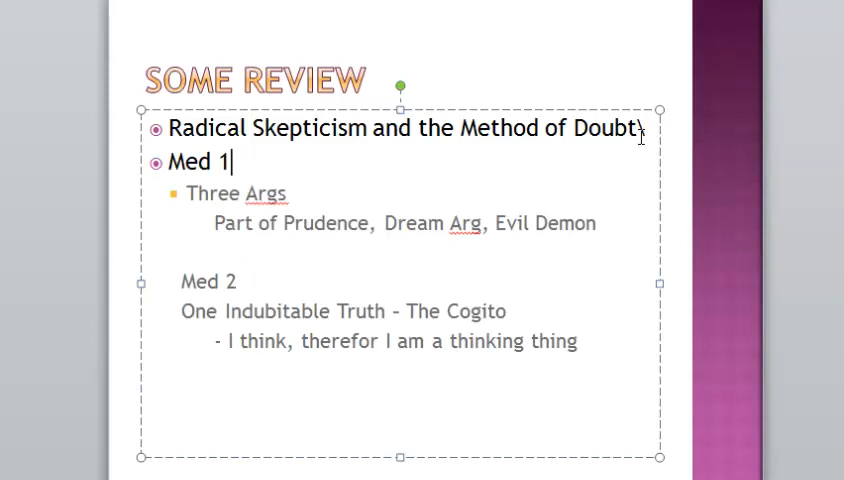 SOME REVIEW
Radical Skepticism and the Method of Doubt\
Med 1
Three Args
Part of Prudence, Dream Arg, Evil Demon
Med 2
One Indubitable Truth – The Cogito
- I think, therefor I am a thinking thing